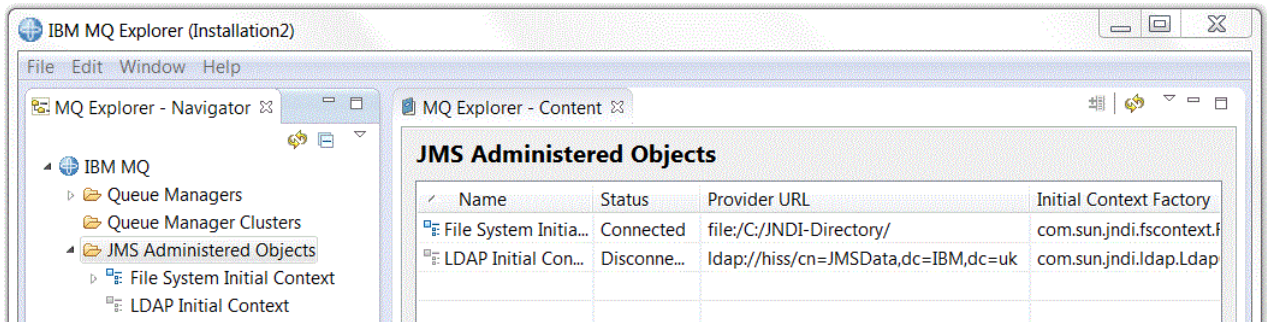 IBM MQ Explorer (Installation2)
File Edit Window Help
MQ Explorer - Navigator
IBM MQ
Queue Managers
Queue Manager Clusters
JMS Administered Objects
File System Initial Context
LDAP Initial Context
MQ Explorer - Content
JMS Administered Objects
Name Status Provider URL Initial Context Factory
File System Initia... Connected file:/C:/JNDI-Directory/ com.sun.jndi.fscontext.
LDAP Initial Con... Disconne... ldap://hiss/cn=JMSData,dc=IBM,dc=uk com.sun.jndi.ldap.Ldap